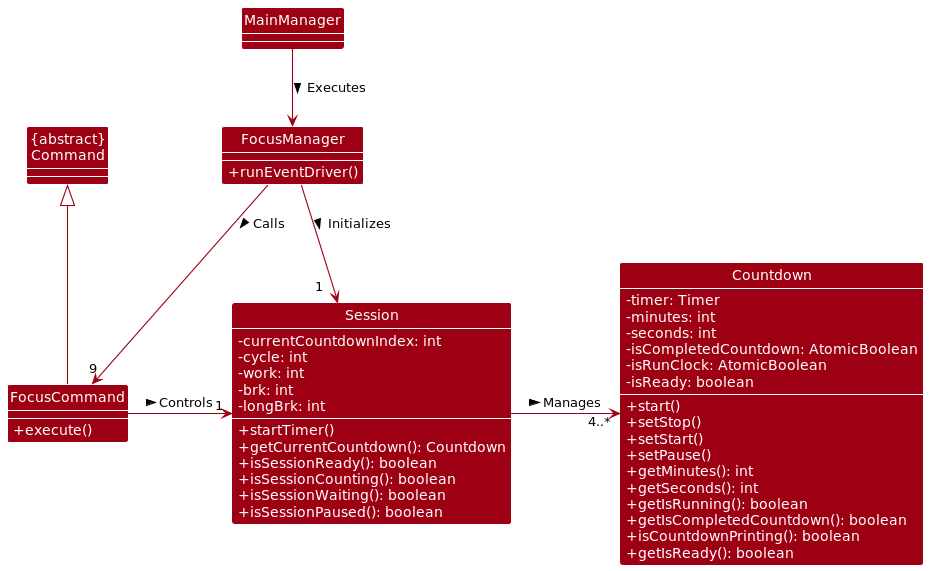 MainManager
Executes
{abstract}
Command
FocusManager
+runEventDriver()
Calls
Initializes
1
9
FocusCommand
+execute()
Controls
1
Session
-currentCountdownIndex: int
-cycle: int
-work: int
-brk: int
-longBrk: int
+startTimer()
+getCurrentCountdown(): Countdown
+isSessionReady(): boolean
+isSessionCounting(): boolean
+isSessionWaiting(): boolean
+isSessionPaused(): boolean
Manages
4..*
Countdown
-timer: Timer
-minutes: int
-seconds: int
-isCompletedCountdown: AtomicBoolean
-isRunClock: AtomicBoolean
-isReady: boolean
+start()
+setStop()
+setStart()
+setPause()
+getMinutes(): int
+getSeconds(): int
+getIsRunning(): boolean
+getIsCompletedCountdown(): boolean
+isCountdownPrinting(): boolean
+getIsReady(): boolean